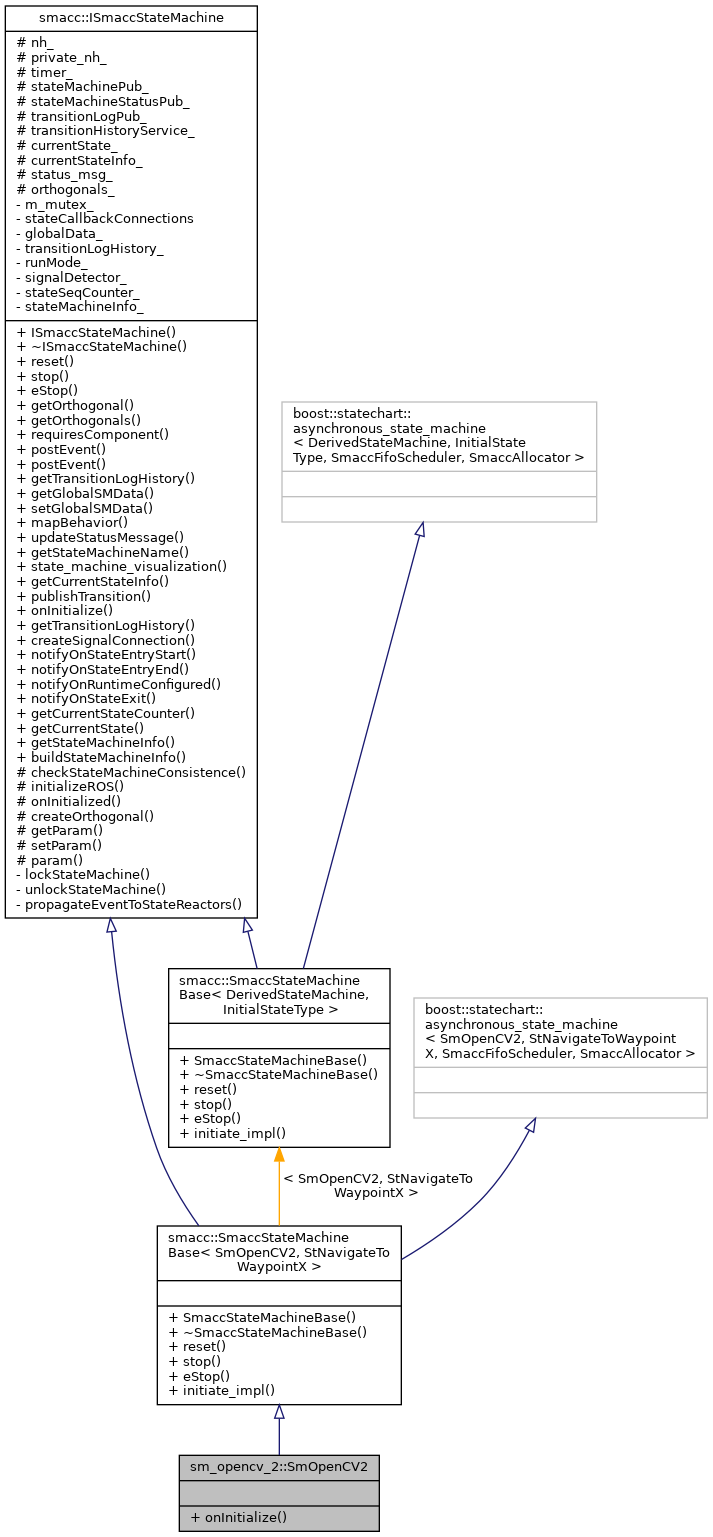 smacc::ISmaccStateMachine
# nh_
# private_nh_
# timer_
# stateMachinePub_
# stateMachineStatusPub_
# transitionLogPub_
# transitionHistoryService_
# currentState_
# currentStateInfo_
# status_msg_
# orthogonals_
- m_mutex_
- stateCallbackConnections
- globalData_
- transitionLogHistory_
- runMode_
- signalDetector_
- stateSeqCounter_
- stateMachineInfo_
+ ISmaccStateMachine()
+ ~ISmaccStateMachine()
+ reset()
+ stop()
+ eStop()
+ getOrthogonal()
+ getOrthogonals()
+ requiresComponent()
+ postEvent()
+ postEvent()
+ getTransitionLogHistory()
+ getGlobalSMData()
+ setGlobalSMData()
+ mapBehavior()
+ updateStatusMessage()
+ getStateMachineName()
+ state_machine_visualization()
+ getCurrentStateInfo()
+ publishTransition()
+ onInitialize()
+ getTransitionLogHistory()
+ createSignalConnection()
+ notifyOnStateEntryStart()
+ notifyOnStateEntryEnd()
+ notifyOnRuntimeConfigured()
+ notifyOnStateExit()
+ getCurrentStateCounter()
+ getCurrentState()
+ getStateMachineInfo()
+ buildStateMachineInfo()
# checkStateMachineConsistence()
# initializeROS()
# onInitialized()
# createOrthogonal()
# getParam()
# setParam()
# param()
- lockStateMachine()
- unlockStateMachine()
- propagateEventToStateReactors()
boost::statechart::
asynchronous_state_machine
< DerivedStateMachine, InitialState
Type, SmaccFifoScheduler, SmaccAllocator >
smacc::SmaccStateMachine
Base< DerivedStateMachine,
InitialStateType >
+ SmaccStateMachineBase()
+ ~SmaccStateMachineBase()
+ reset()
+ stop()
+ eStop()
+ initiate_impl()
boost::statechart::
asynchronous_state_machine
< SmOpenCV2, StNavigateToWaypoint
X, SmaccFifoScheduler, SmaccAllocator >
< SmOpenCV2, StNavigateTo
WaypointX >
smacc::SmaccStateMachine
Base< SmOpenCV2, StNavigateTo
WaypointX >
+ SmaccStateMachineBase()
+ ~SmaccStateMachineBase()
+ reset()
+ stop()
+ eStop()
+ initiate_impl()
sm_opencv_2::SmOpenCV2
+ onInitialize()